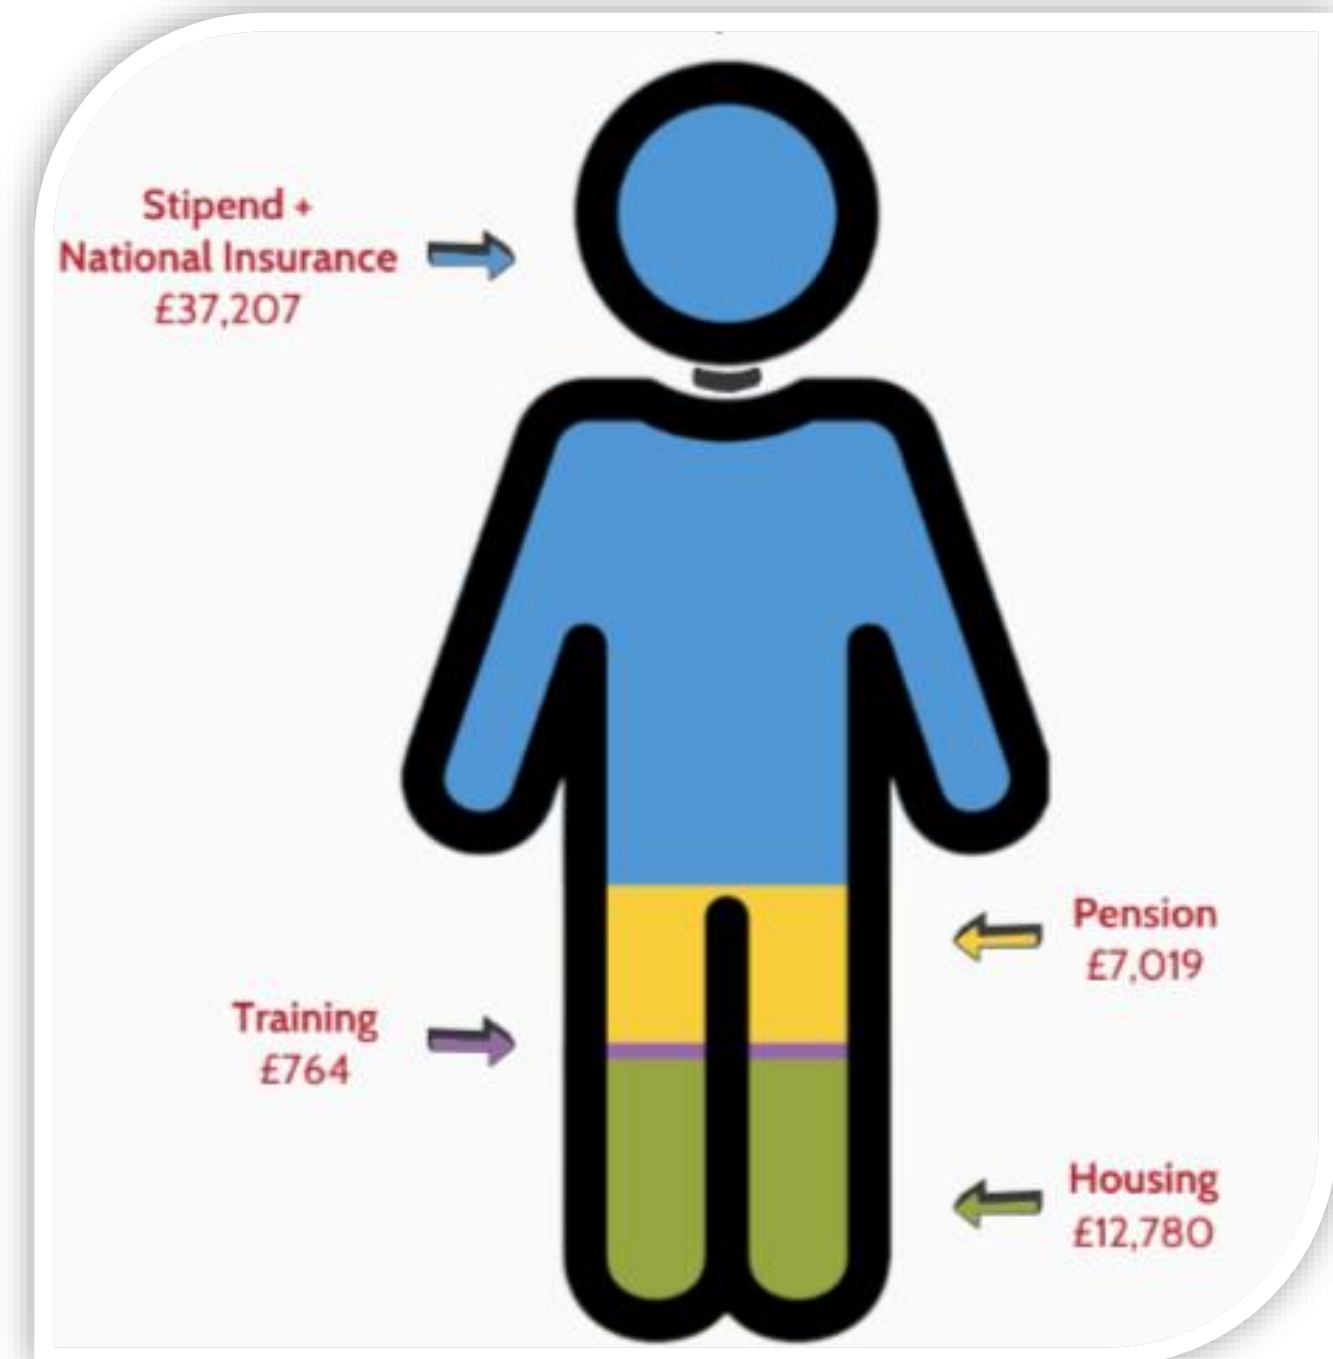 Stipend +
National Insurance
£37,207
Pension
£7,019
Training
£764
Housing
£12,780